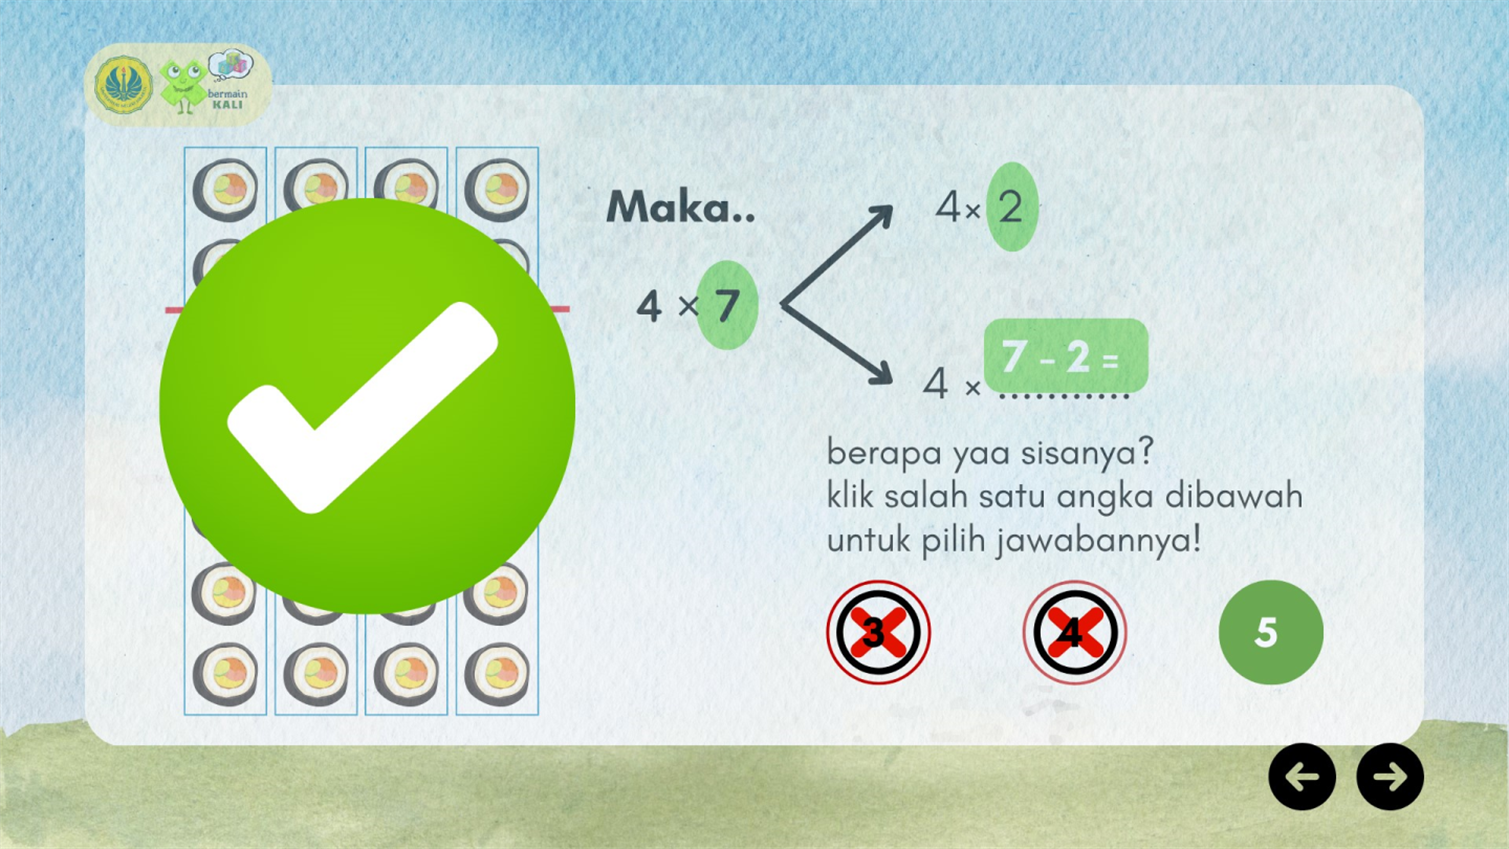 bermain
KALI
Maka..
4 × 7
4× 2
4 × 7 - 2 =
...........
berapa yaa sisanya?
klik salah satu angka dibawah
untuk pilih jawabannya!
3 4 5